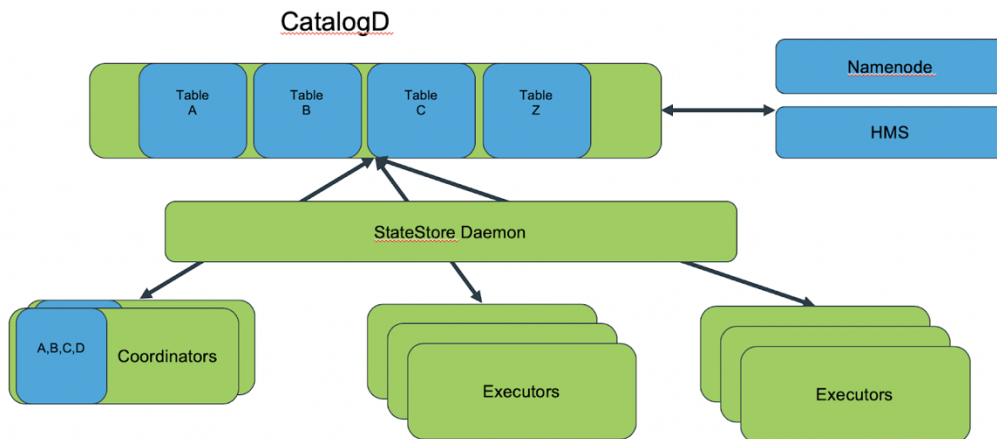 CatalogD
Table
A
Table
B
Table
C
Table
Z
Namenode
HMS
StateStore Daemon
A,B,C,D
Coordinators
Executors
Executors